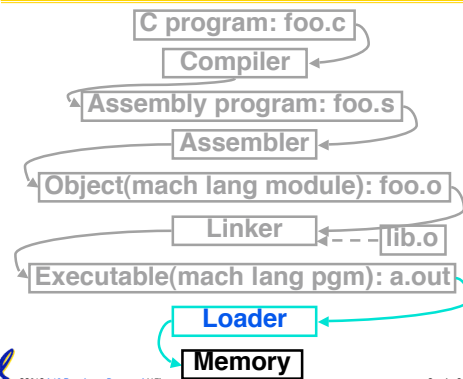 C program: foo.c
Compiler
Assembly program: foo.s
Assembler
Object(mach lang module): foo.o
Linker
lib.o
Executable(mach lang pgm): a.out
Loader
Memory